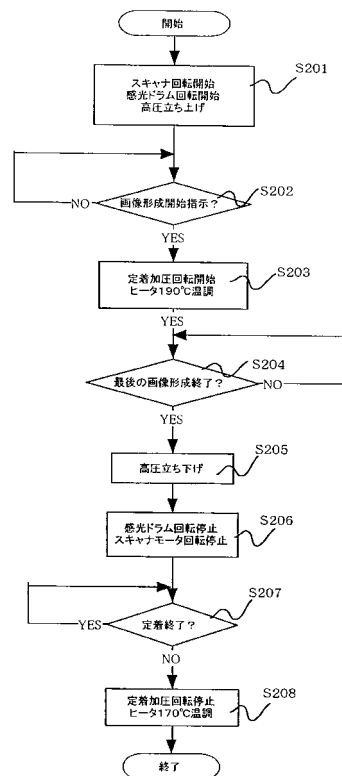 開始
S201
スキャナ回転開始
感光ドラム回転開始
高圧立ち上げ
S202
画像形成開始指示？
NO
YES
S203
定着加圧回転開始
ヒータ190℃温調
YES
S204
最後の画像形成終了？
NO
YES
S205
高圧立ち下げ
S206
感光ドラム回転停止
スキャナモータ回転停止
S207
定着終了？
YES
NO
S208
定着加圧回転停止
ヒータ170℃温調
終了